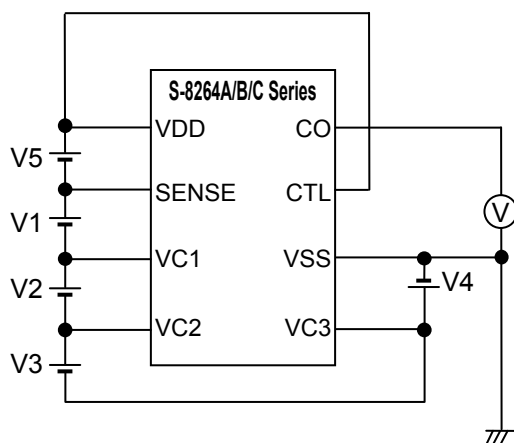 S-8264A/B/C Series
VDD
CO
V5
SENSE
CTL
V1
V
VC1
VSS
V2
V4
VC2
VC3
V3